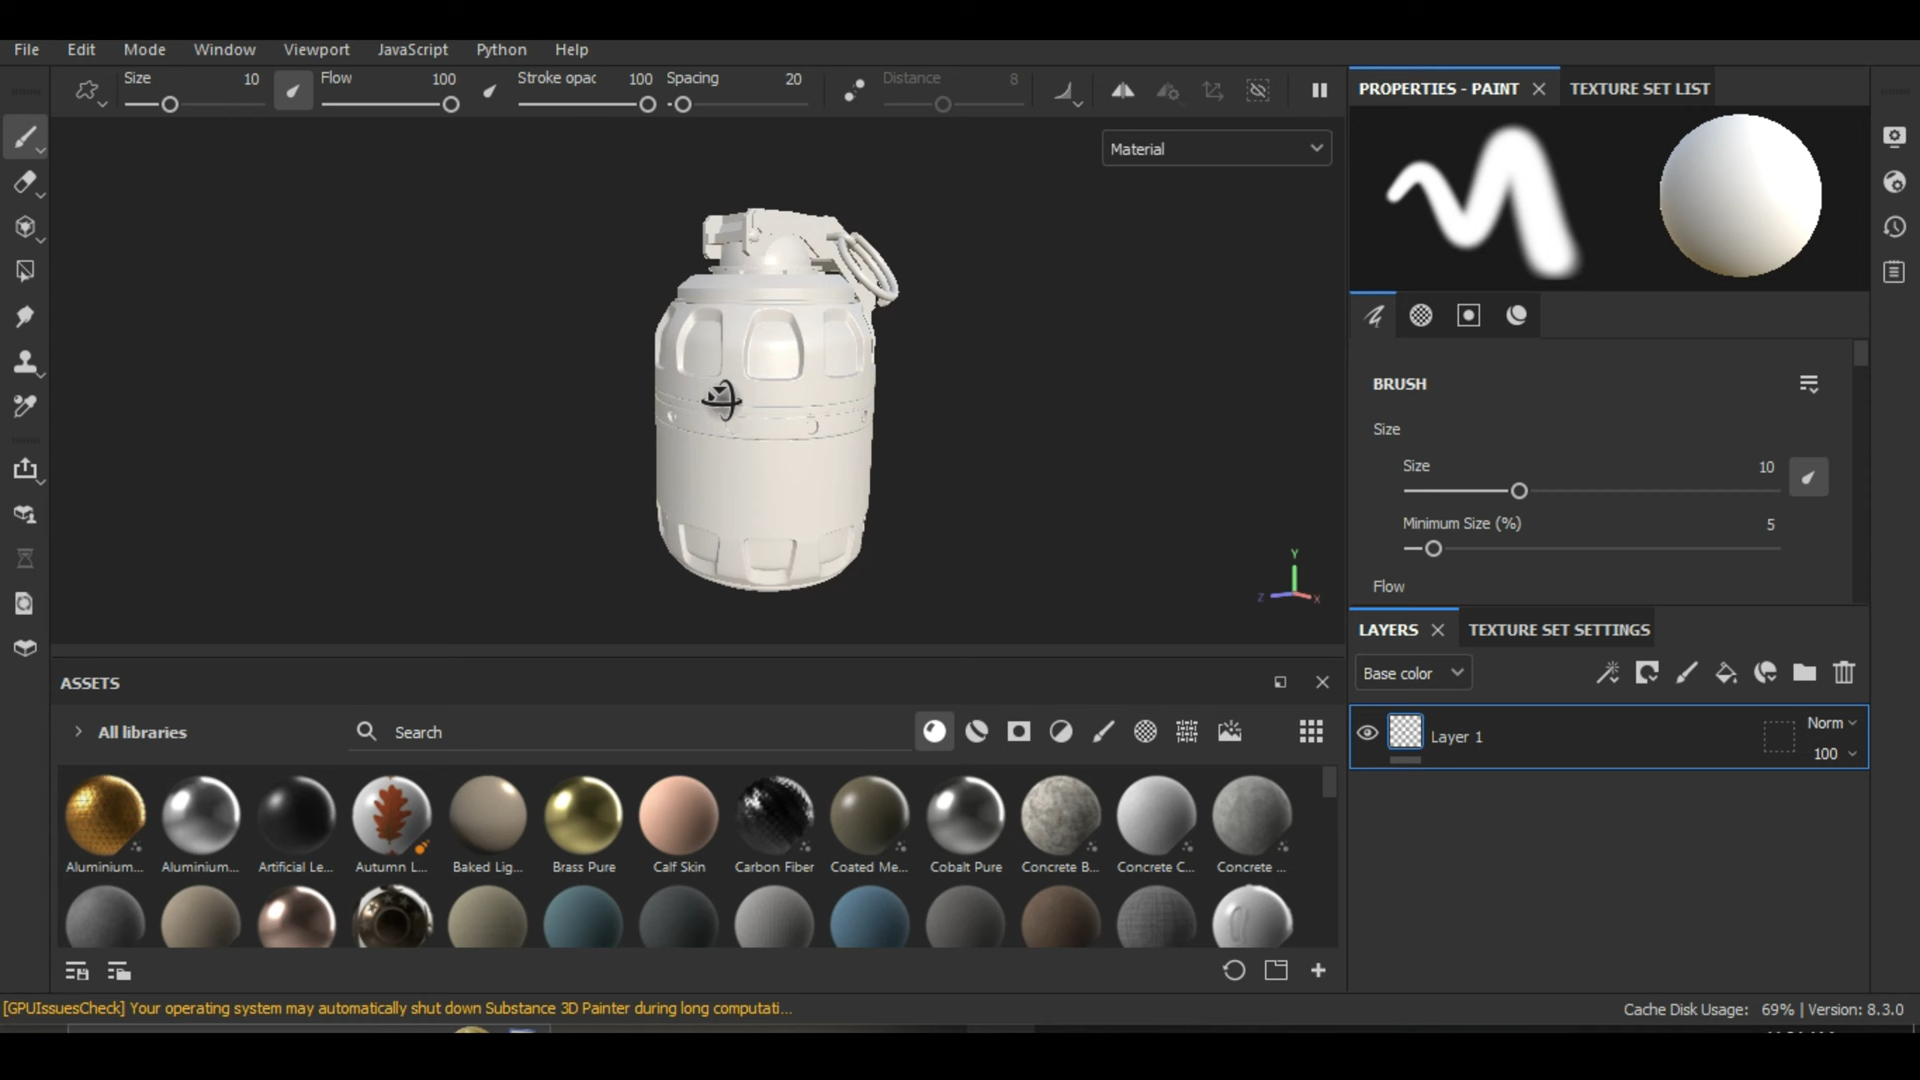 File Edit Mode Window Viewport JavaScript Python Help
Size 10 Flow 100 Stroke opac 100 Spacing 20 Distance 8
PROPERTIES - PAINT TEXTURE SET LIST
Material
BRUSH
Size
Size 10
Minimum Size (%) 5
Flow
Y
Z X
LAYERS TEXTURE SET SETTINGS
Base color
Layer 1 Norm
100
ASSETS
All libraries Search
Aluminium... Aluminium... Artificial Le... Autumn L... Baked Lig... Brass Pure Calf Skin Carbon Fiber Coated Me... Cobalt Pure Concrete B... Concrete C... Concrete ...
[GPUIssuesCheck] Your operating system may automatically shut down Substance 3D Painter during long computati...
Cache Disk Usage: 69% | Version: 8.3.0